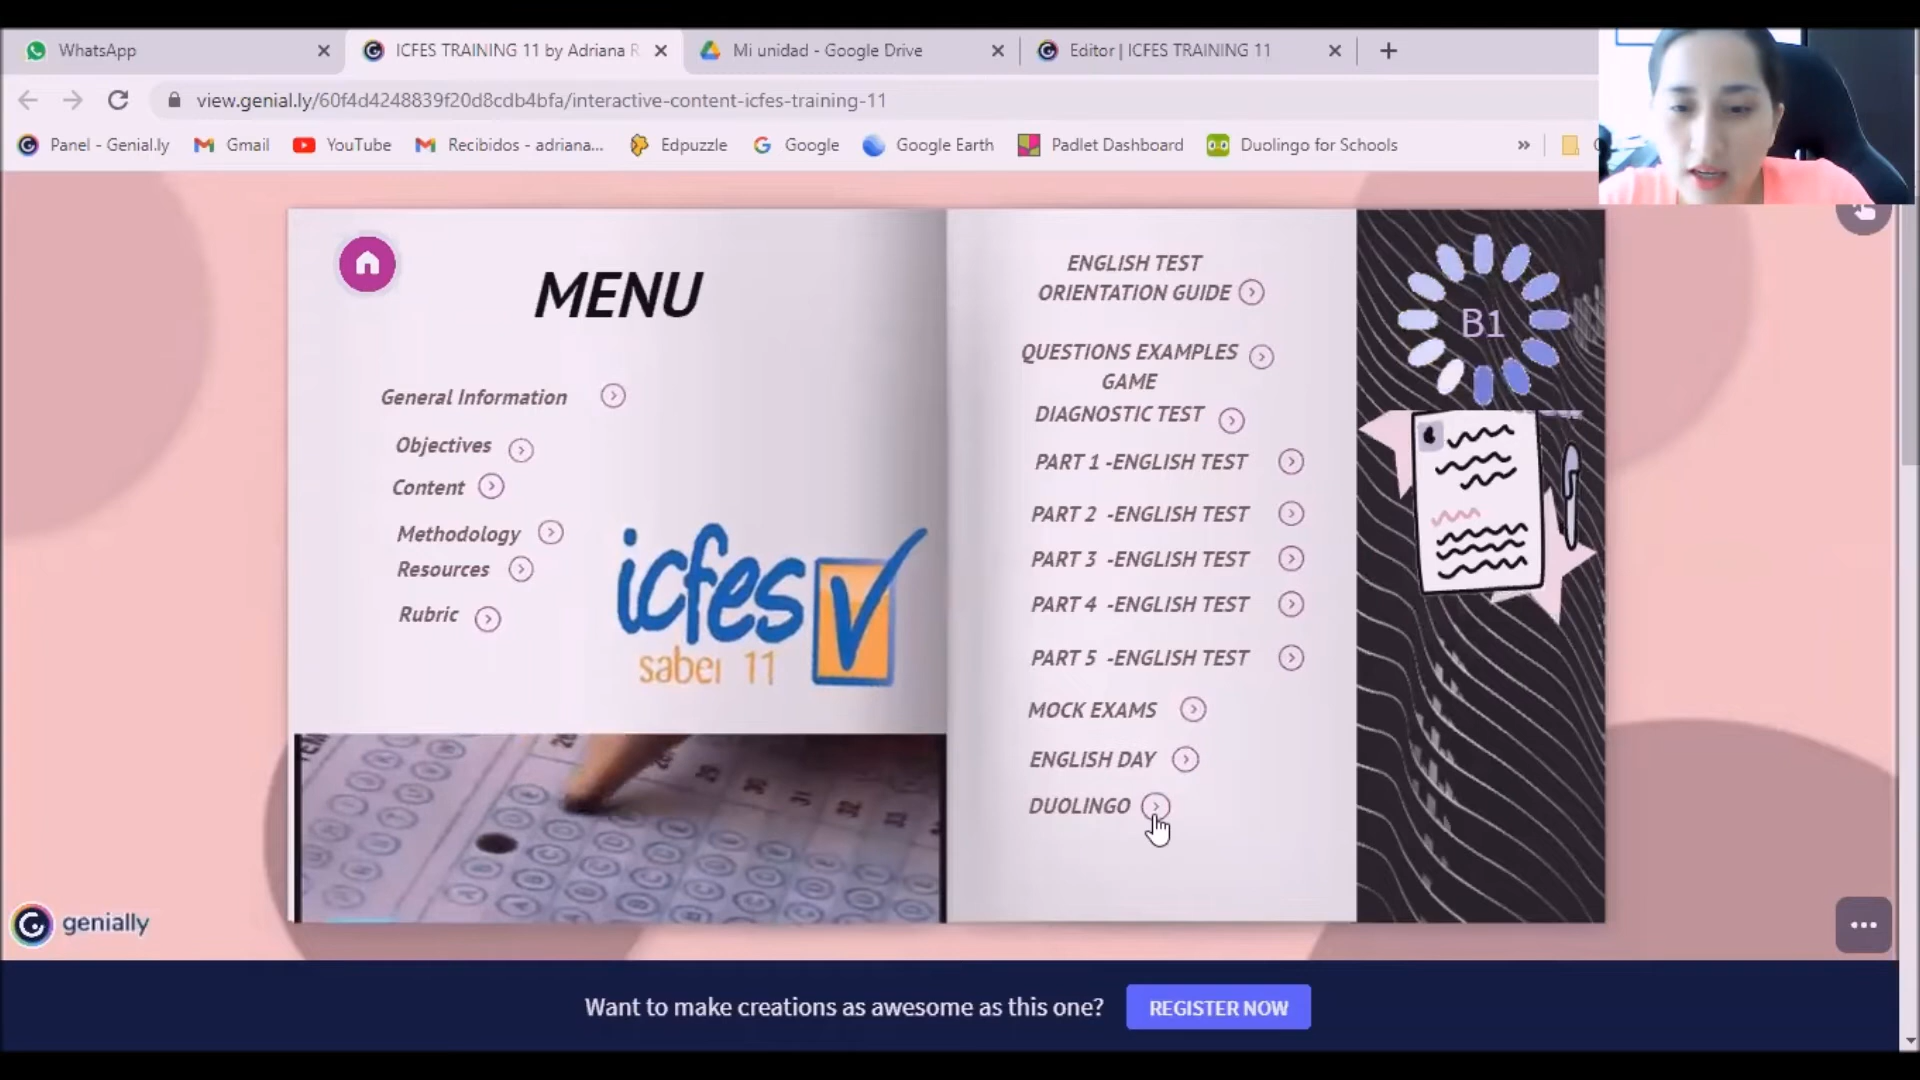 WhatsApp
ICFES TRAINING 11 by Adriana R
Mi unidad - Google Drive
Editor | ICFES TRAINING 11
view.genial.ly/60f4d4248839f20d8cdb4bfa/interactive-content-icfes-training-11
Panel - Genial.ly
Gmail
YouTube
Recibidos - adriana...
Edpuzzle
Google
Google Earth
Padlet Dashboard
Duolingo for Schools
MENU
General Information
Objectives
Content
Methodology
Resources
Rubric
icfes
saber 11
ENGLISH TEST
ORIENTATION GUIDE
QUESTIONS EXAMPLES
GAME
DIAGNOSTIC TEST
PART 1 -ENGLISH TEST
PART 2 -ENGLISH TEST
PART 3 -ENGLISH TEST
PART 4 -ENGLISH TEST
PART 5 -ENGLISH TEST
MOCK EXAMS
ENGLISH DAY
DUOLINGO
B1
genially
Want to make creations as awesome as this one?
REGISTER NOW